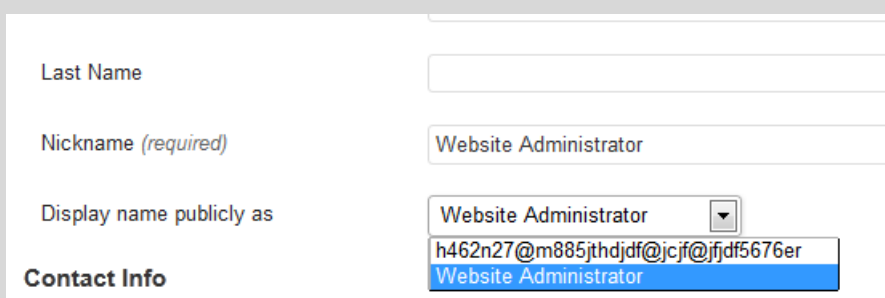 Last Name
Nickname (required) Website Administrator
Display name publicly as Website Administrator
h462n27@m885jthdjdf@jcjf@jfjdf5676er
Website Administrator
Contact Info